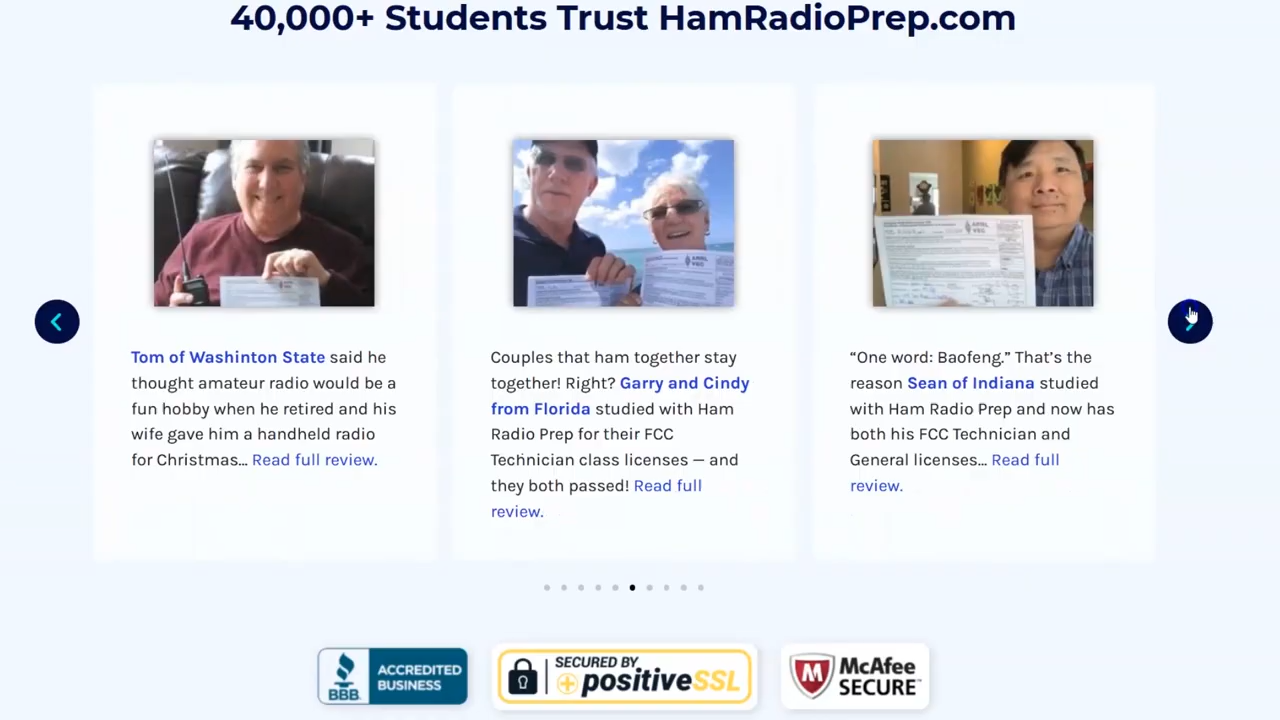 40,000+ Students Trust HamRadioPrep.com
Tom of Washinton State said he
thought amateur radio would be a
fun hobby when he retired and his
wife gave him a handheld radio
for Christmas... Read full review.
Couples that ham together stay
together! Right? Garry and Cindy
from Florida studied with Ham
Radio Prep for their FCC
Technician class licenses — and
they both passed! Read full
review.
“One word: Baofeng.” That’s the
reason Sean of Indiana studied
with Ham Radio Prep and now has
both his FCC Technician and
General licenses... Read full
review.
BBB.
ACCREDITED
BUSINESS
SECURED BY
positiveSSL
McAfee
SECURE™